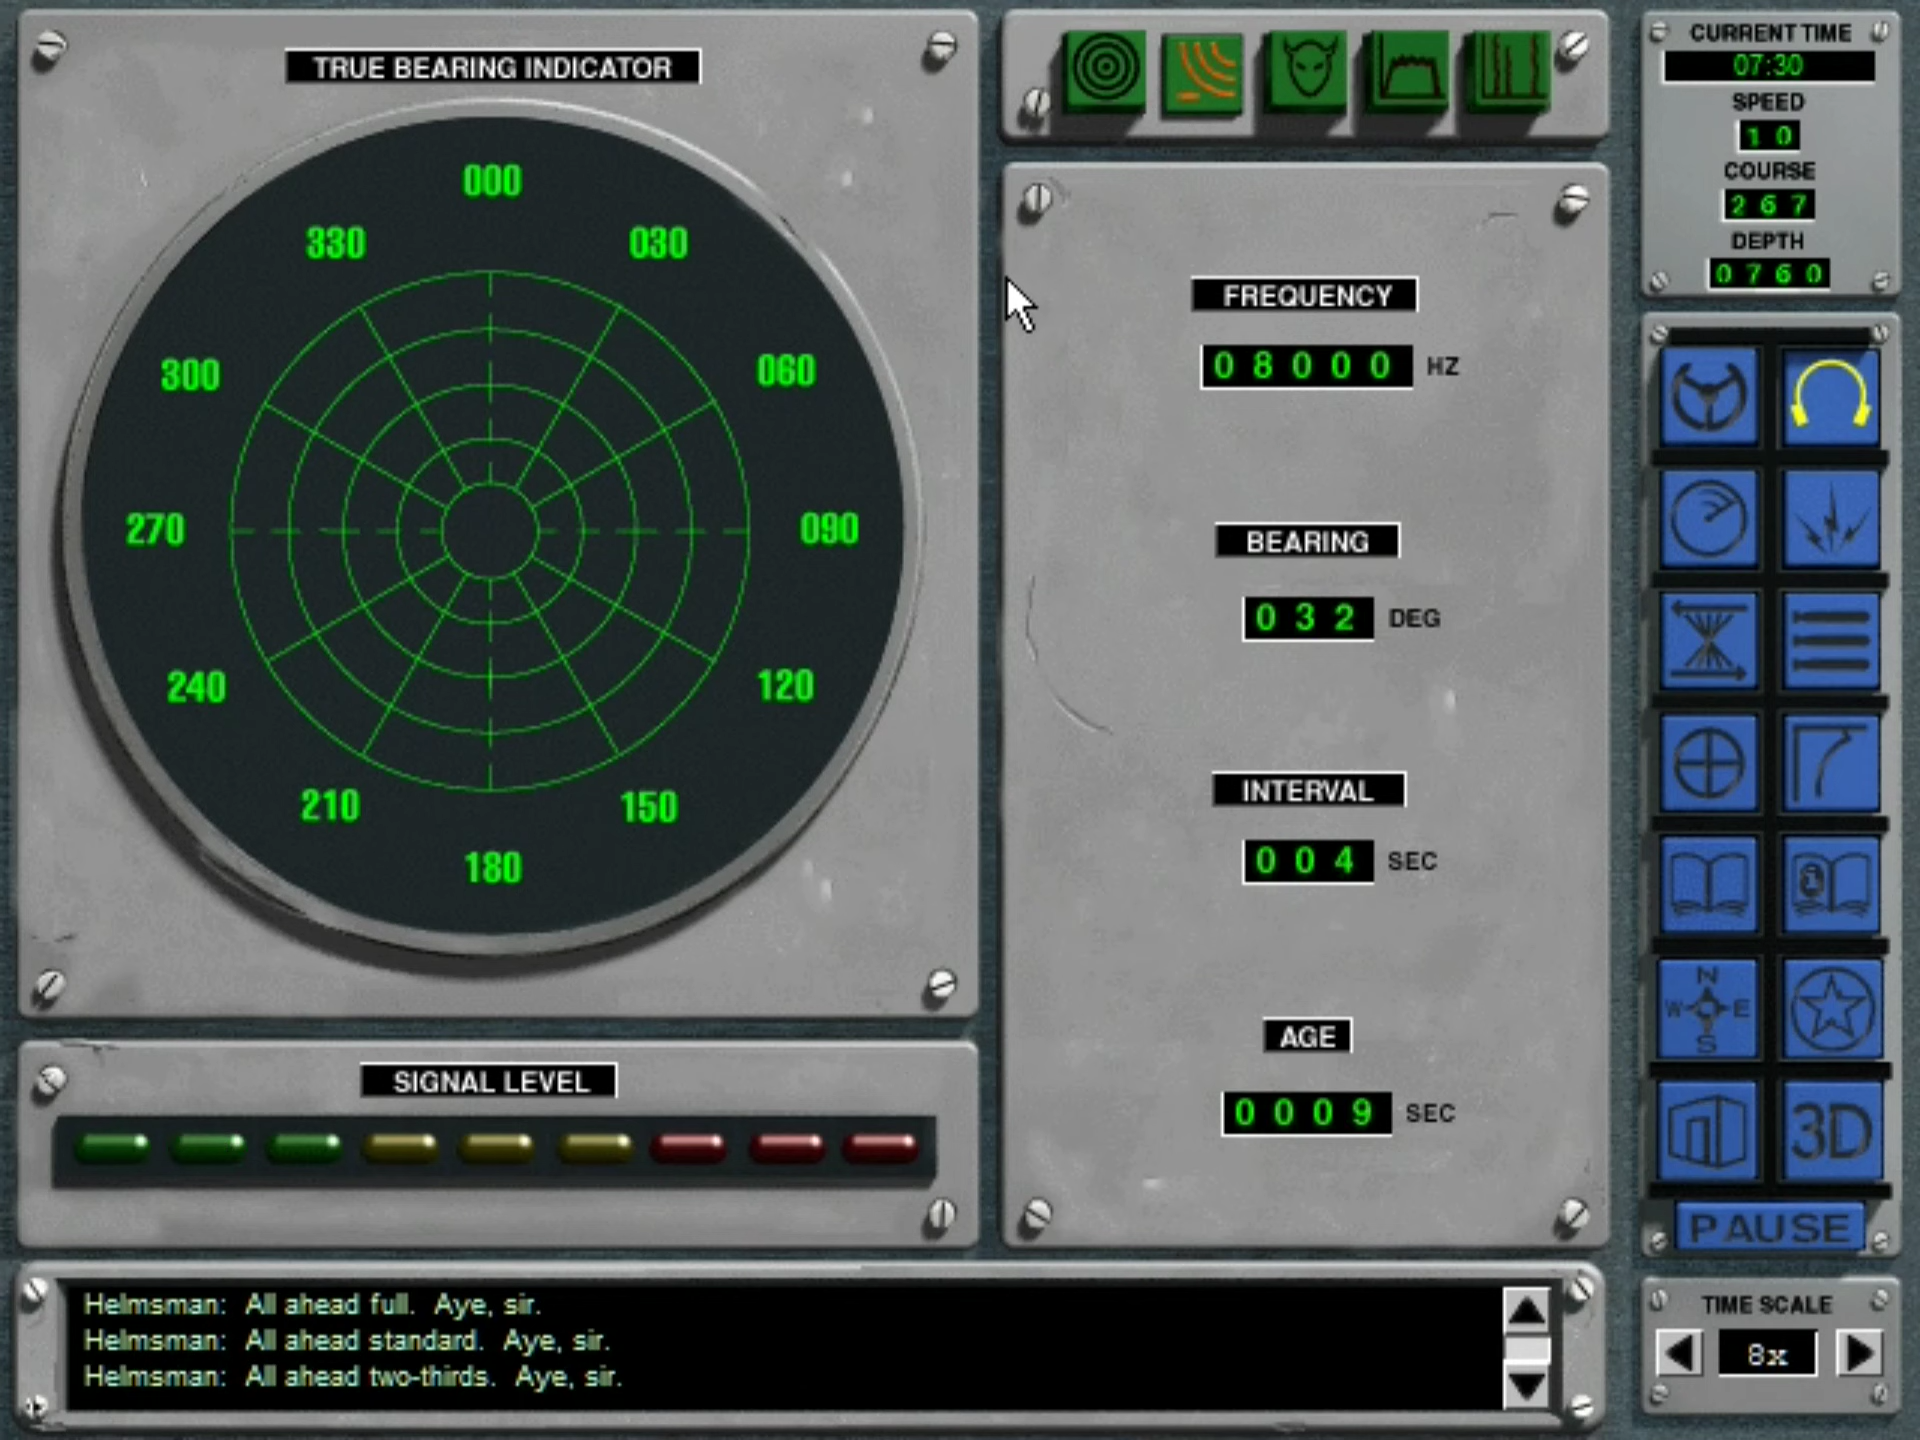 TRUE BEARING INDICATOR
000
330
030
300
060
270
090
240
120
210
150
180
SIGNAL LEVEL
FREQUENCY
08000 HZ
BEARING
032 DEG
INTERVAL
004 SEC
AGE
0009 SEC
CURRENT TIME
07:30
SPEED
10
COURSE
267
DEPTH
0760
i
N
W E
S
3D
PAUSE
TIME SCALE
8x
Helmsman: All ahead full. Aye, sir.
Helmsman: All ahead standard. Aye, sir.
Helmsman: All ahead two-thirds. Aye, sir.